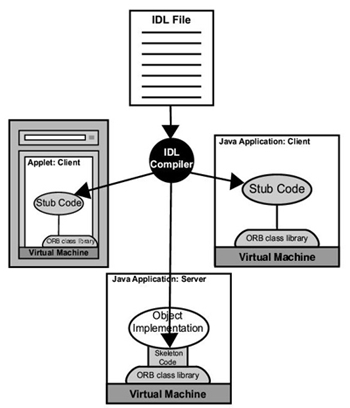 IDL File
IDL
Compiler
Applet: Client
Stub Code
ORB class library
Virtual Machine
Java Application: Client
Stub Code
ORB class library
Virtual Machine
Java Application: Server
Object
Implementation
Skeleton
Code
ORB class library
Virtual Machine